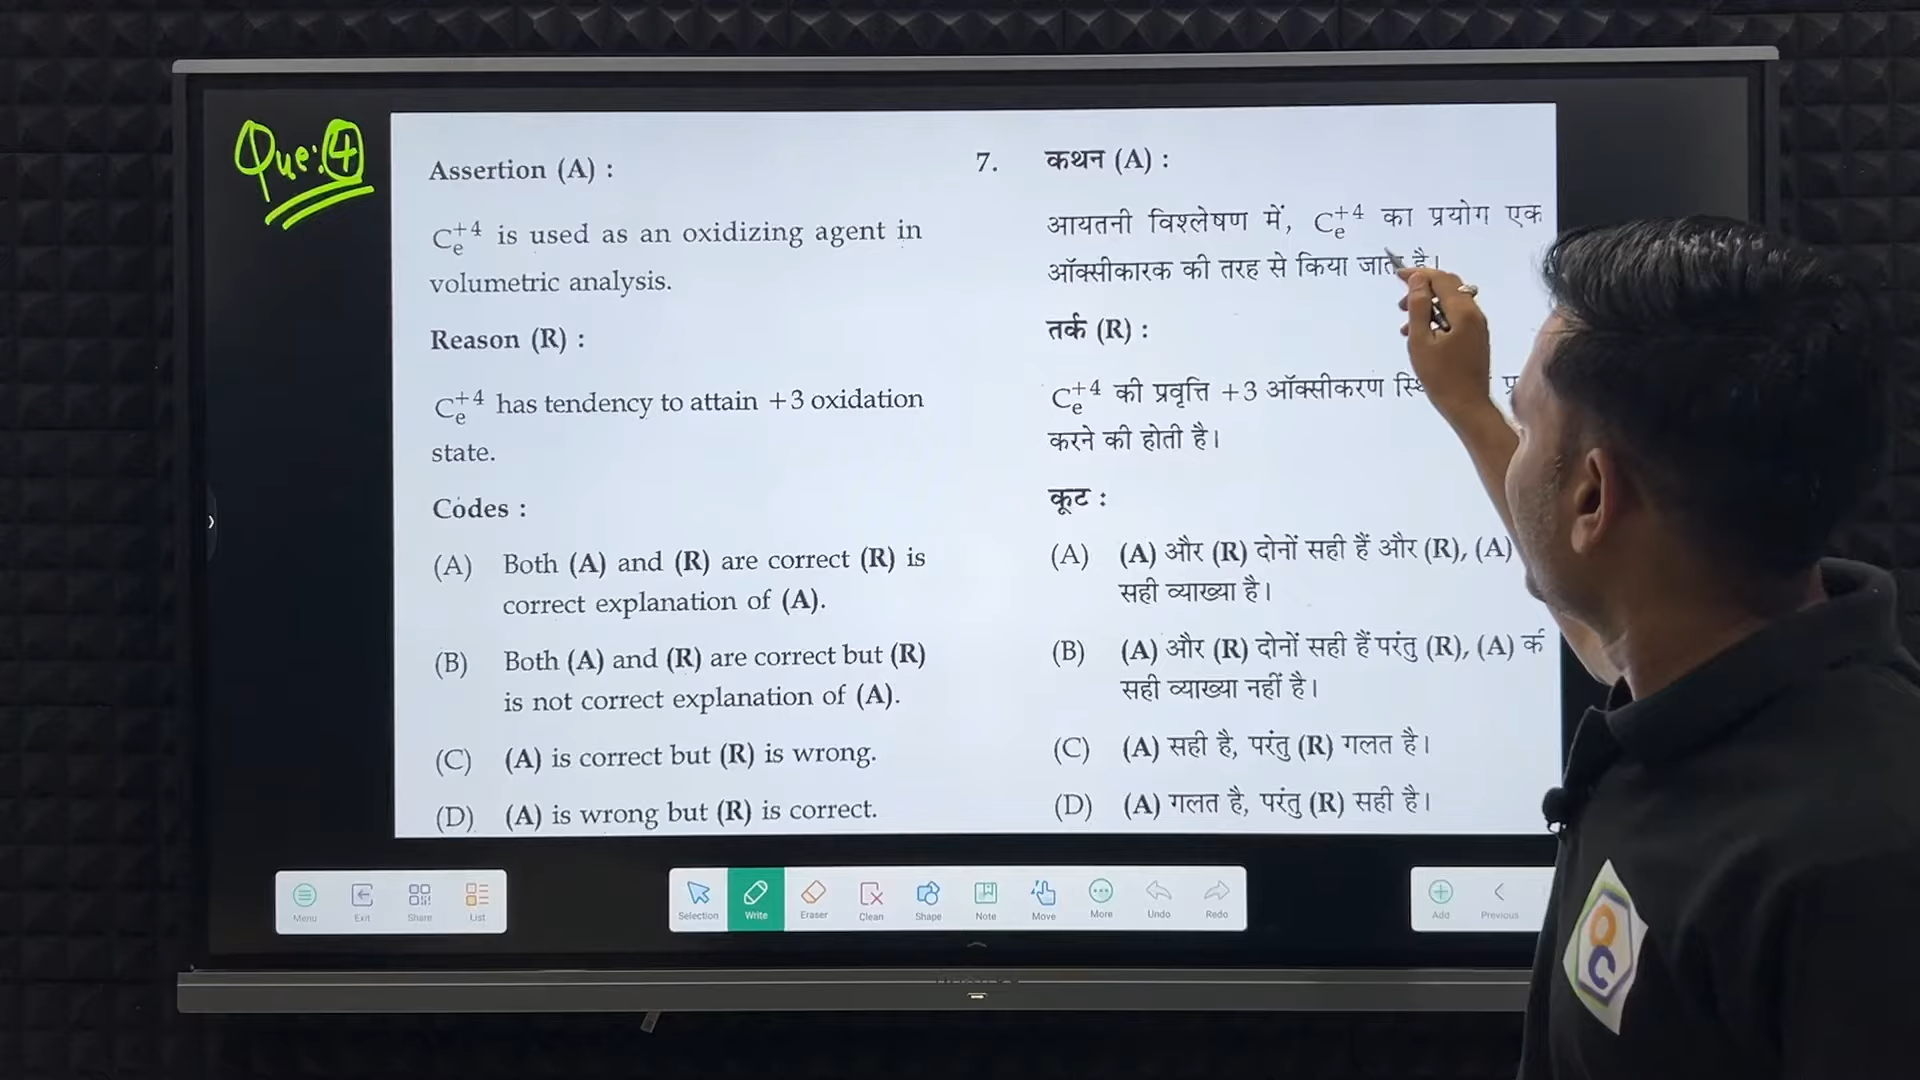 Que:4
Assertion (A) :
Ce+4 is used as an oxidizing agent in
volumetric analysis.
Reason (R) :
Ce+4 has tendency to attain +3 oxidation
state.
Codes :
(A) Both (A) and (R) are correct (R) is
correct explanation of (A).
(B) Both (A) and (R) are correct but (R)
is not correct explanation of (A).
(C) (A) is correct but (R) is wrong.
(D) (A) is wrong but (R) is correct.
7. कथन (A) :
आयतनी विश्लेषण में, Ce+4 का प्रयोग एक
ऑक्सीकारक की तरह से किया जाता है।
तर्क (R) :
Ce+4 की प्रवृत्ति +3 ऑक्सीकरण
करने की होती है।
कूट :
(A) (A) और (R) दोनों सही हैं और (R), (A)
सही व्याख्या है।
(B) (A) और (R) दोनों सही हैं परंतु (R), (A)
सही व्याख्या नहीं है।
(C) (A) सही है, परंतु (R) गलत है।
(D) (A) गलत है, परंतु (R) सही है।
Menu Exit Share List
Selection Write Eraser Clean Shape Note Move More Undo Redo
Add Previous
OC